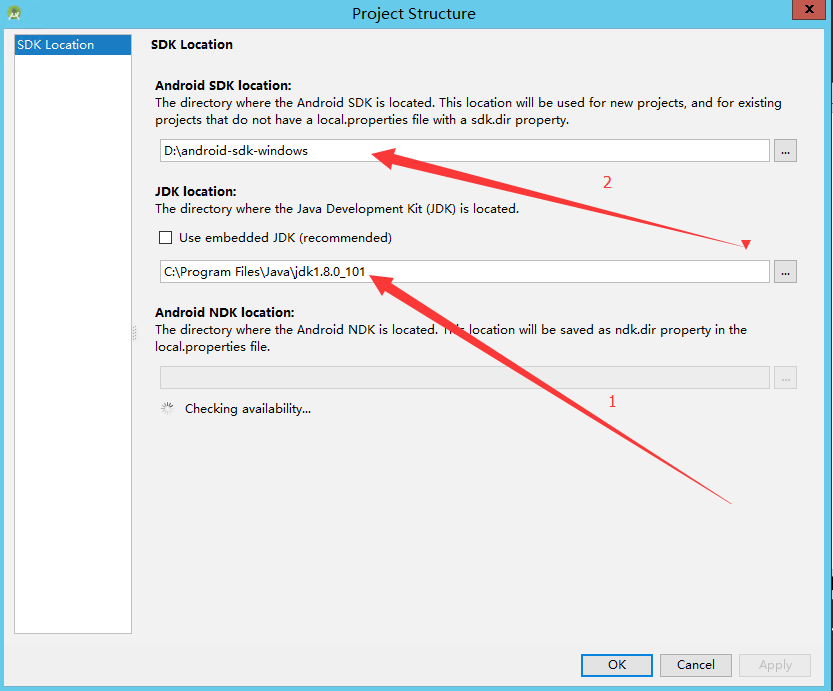 Project Structure
x
SDK Location
SDK Location
Android SDK location:
The directory where the Android SDK is located. This location will be used for new projects, and for existing
projects that do not have a local.properties file with a sdk.dir property.
D:\android-sdk-windows
...
2
JDK location:
The directory where the Java Development Kit (JDK) is located.
Use embedded JDK (recommended)
C:\Program Files\Java\jdk1.8.0_101
...
Android NDK location:
The directory where the Android NDK is located. This location will be saved as ndk.dir property in the
local.properties file.
...
1
Checking availability...
OK
Cancel
Apply